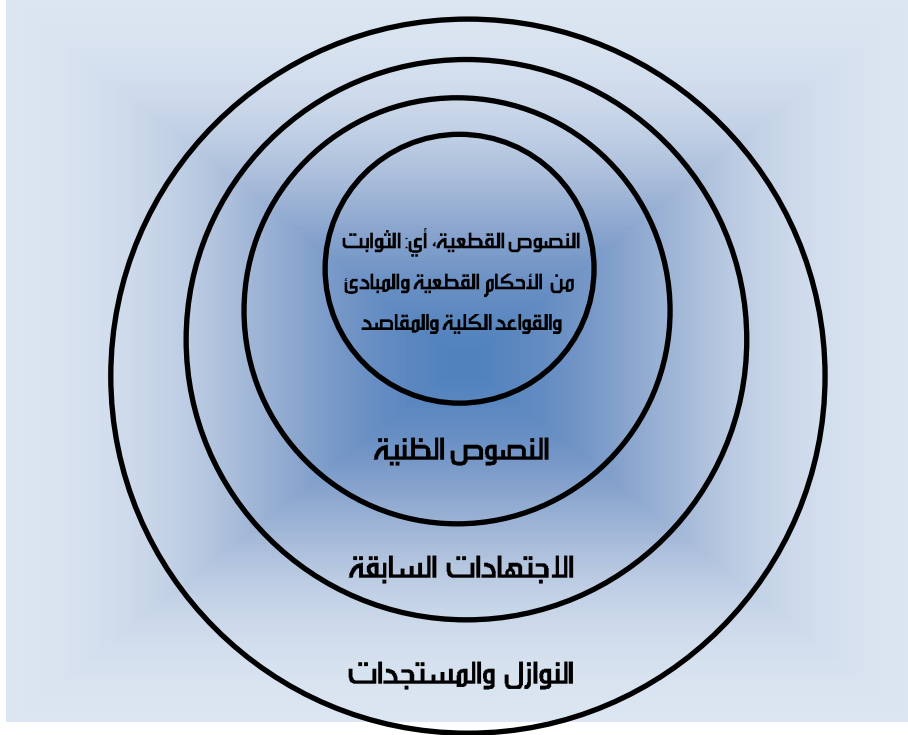 النصوص القطعية، أي: الثوابت
من الأحكام القطعية والمبادئ
والقواعد الكلية والمقاصد
النصوص الظنية
الاجتهادات السابقة
النوازل والمستجدات